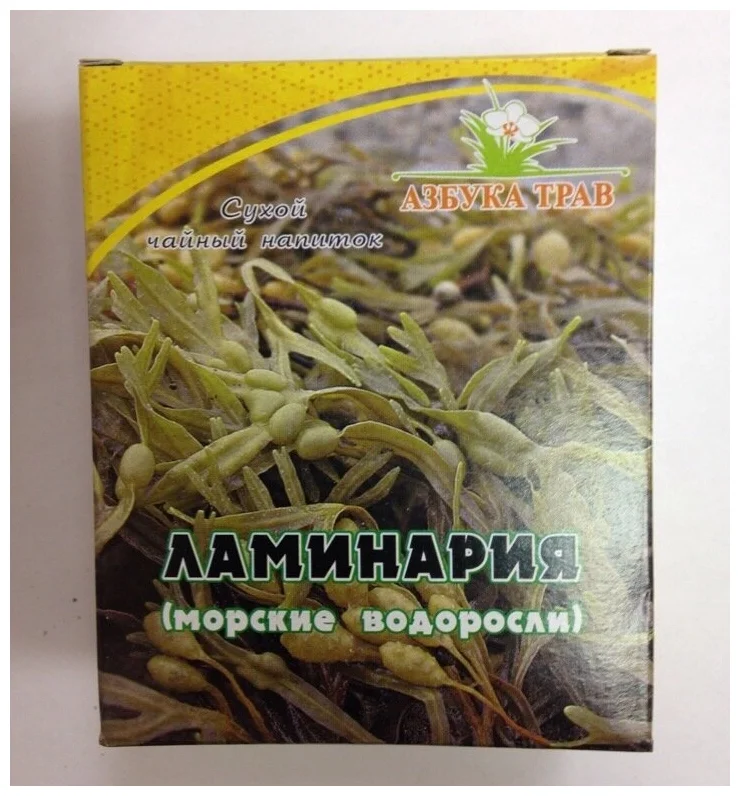 АЗБУКА ТРАВ
Сухой
чайный напиток
ЛАМИНАРИЯ
(морские водоросли)